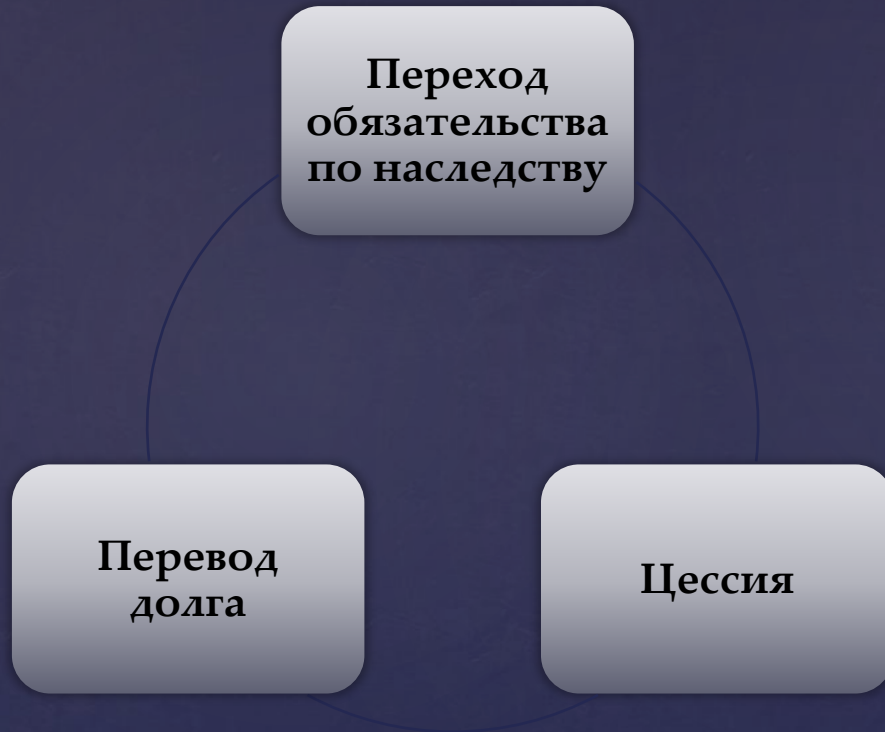 Переход
обязательства
по наследству
Перевод
долга
Цессия